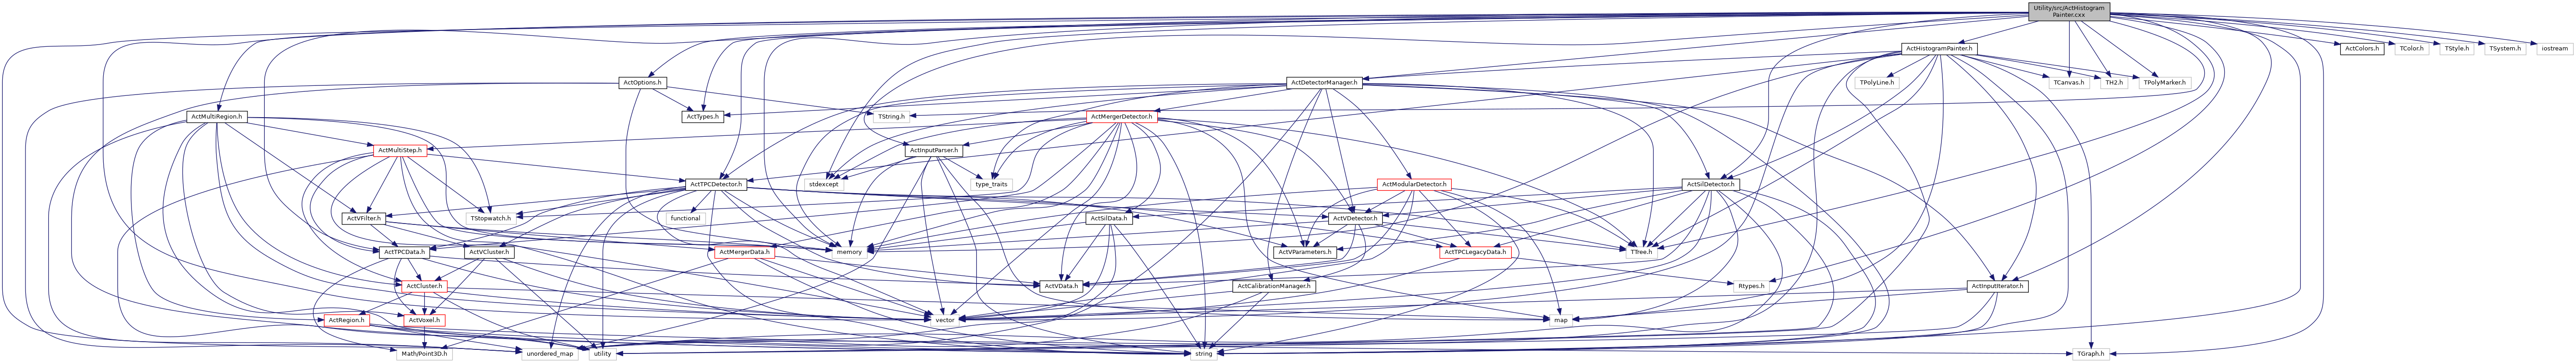 Utility/src/ActHistogram
Painter.cxx
ActHistogramPainter.h
ActColors.h
TColor.h
TStyle.h
TSystem.h
iostream
ActOptions.h
ActDetectorManager.h
TPolyLine.h
TCanvas.h
TH2.h
TPolyMarker.h
ActMultiRegion.h
ActTypes.h
TString.h
ActMergerDetector.h
ActMultiStep.h
ActInputParser.h
ActTPCDetector.h
stdexcept
type_traits
ActModularDetector.h
ActSilDetector.h
ActVFilter.h
TStopwatch.h
functional
ActSilData.h
ActVDetector.h
ActTPCData.h
ActVCluster.h
ActMergerData.h
memory
ActVParameters.h
ActTPCLegacyData.h
TTree.h
ActCluster.h
ActVData.h
ActCalibrationManager.h
Rtypes.h
ActInputIterator.h
ActRegion.h
ActVoxel.h
vector
map
Math/Point3D.h
unordered_map
utility
string
TGraph.h